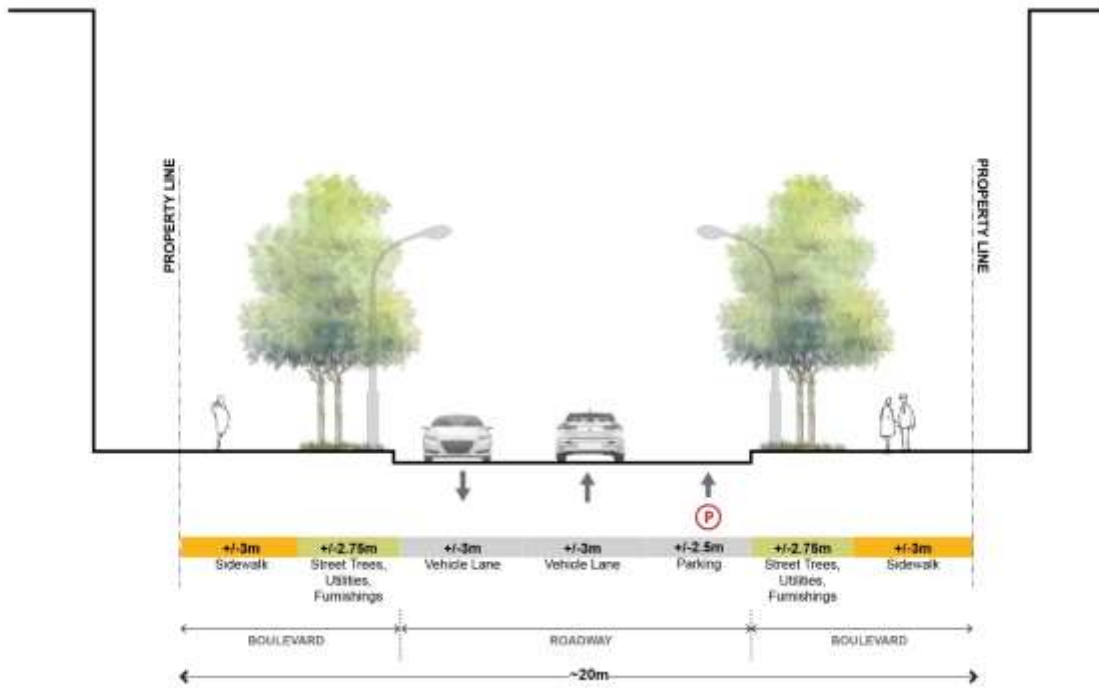 PROPERTY LINE
PROPERTY LINE
P
+/-3m
Sidewalk
+/-2.75m
Street Trees,
Utilities,
Furnishings
+/-3m
Vehicle Lane
+/-3m
Vehicle Lane
+/-2.5m
Parking
+/-2.75m
Street Trees,
Utilities,
Furnishings
+/-3m
Sidewalk
BOULEVARD
ROADWAY
BOULEVARD
~20m